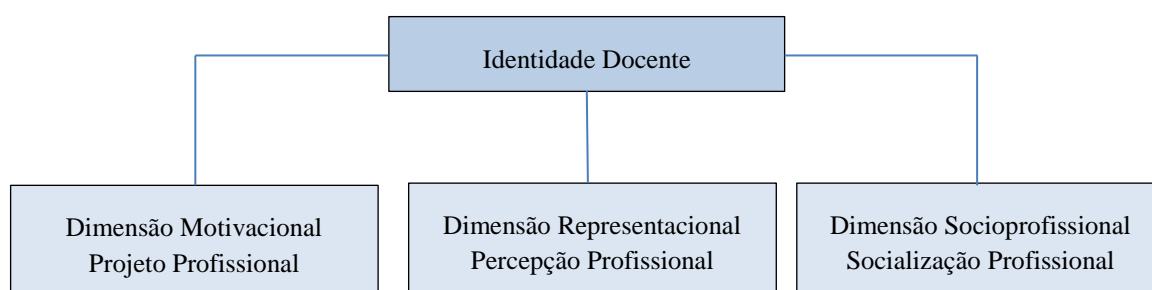 Identidade Docente
Dimensão Motivacional
Projeto Profissional
Dimensão Representacional
Percepção Profissional
Dimensão Socioprofissional
Socialização Profissional